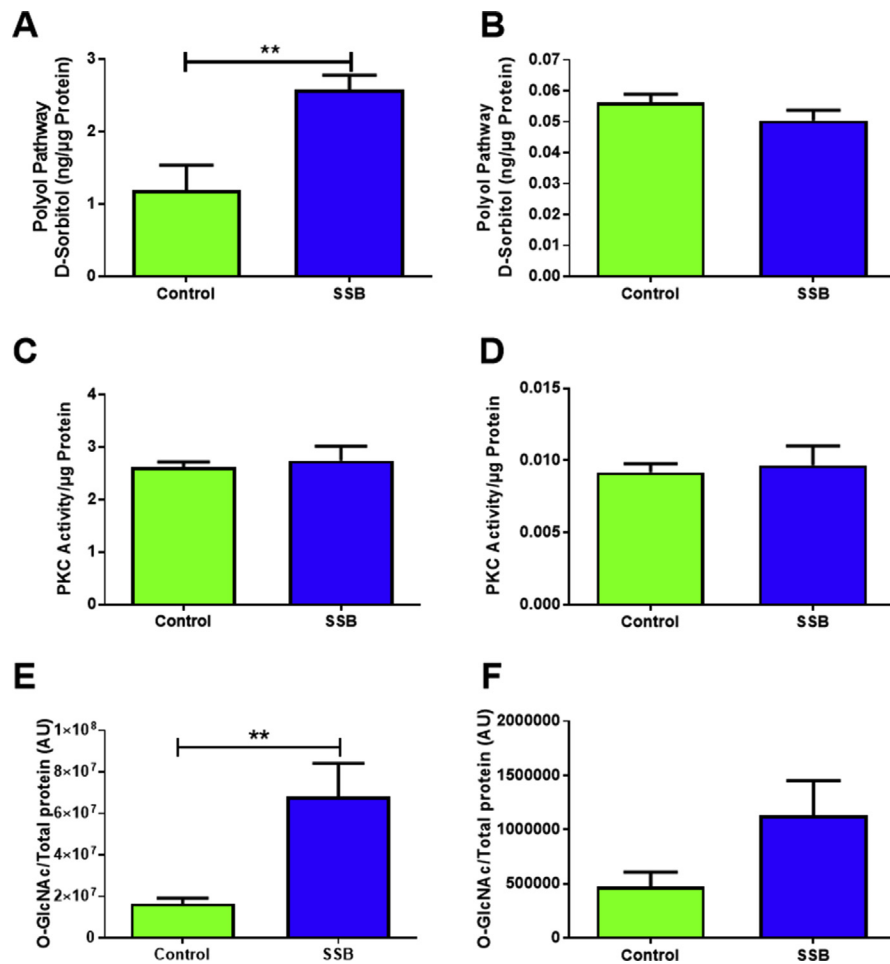 A
Polyol Pathway
D-Sorbitol (ng/µg Protein)
3
2
1
0
**
Control
SSB
B
Polyol Pathway
D-Sorbitol (ng/µg Protein)
0.07
0.06
0.05
0.04
0.03
0.02
0.01
0.00
Control
SSB
C
PKC Activity/µg Protein
4
3
2
1
0
Control
SSB
D
PKC Activity/µg Protein
0.015
0.010
0.005
0.000
Control
SSB
E
O-GlcNAc/Total protein (AU)
1×10⁸
8×10⁷
6×10⁷
4×10⁷
2×10⁷
0
**
Control
SSB
F
O-GlcNAc/Total protein (AU)
2000000
1500000
1000000
500000
0
Control
SSB